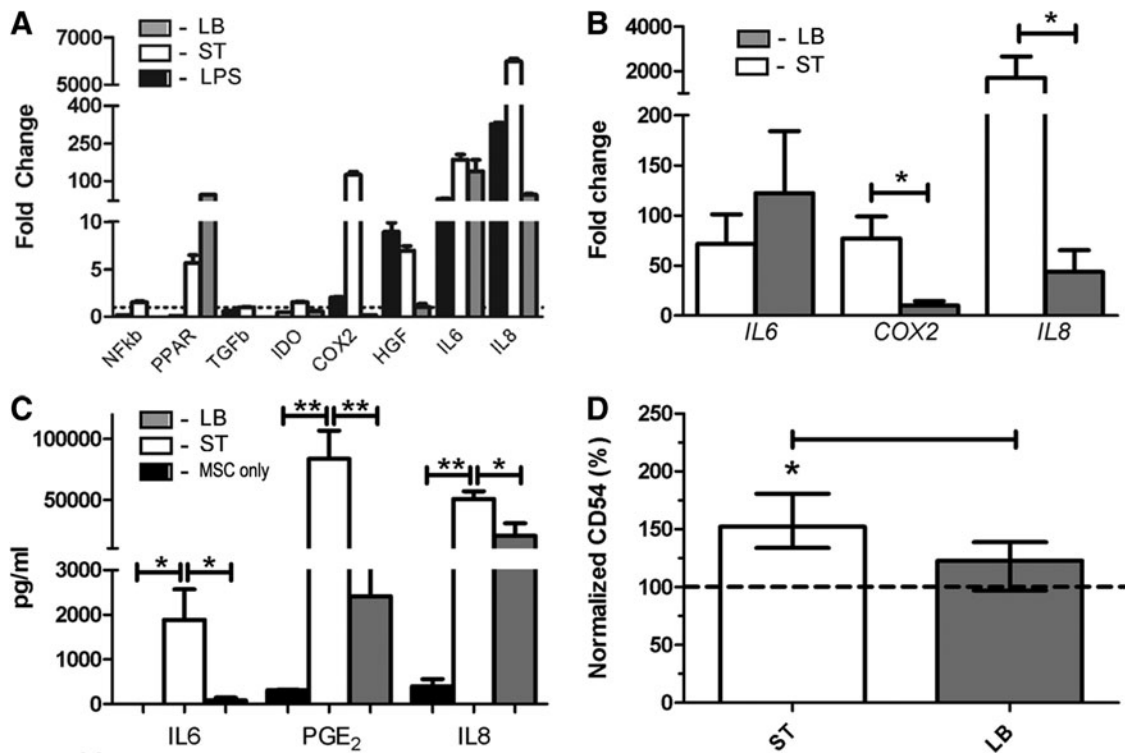 A
- LB
- ST
- LPS
Fold Change
7000
5000
400
250
100
10
5
0
NFkb
PPAR
TGFb
IDO
COX2
HGF
IL6
IL8
B
- LB
- ST
*
*
Fold change
4000
2000
200
150
100
50
0
IL6
COX2
IL8
C
- LB
- ST
- MSC only
** **
** *
* *
pg/ml
100000
50000
3000
2000
1000
0
IL6
PGE₂
IL8
D
Normalized CD54 (%)
250
200
150
100
50
0
*
ST
LB